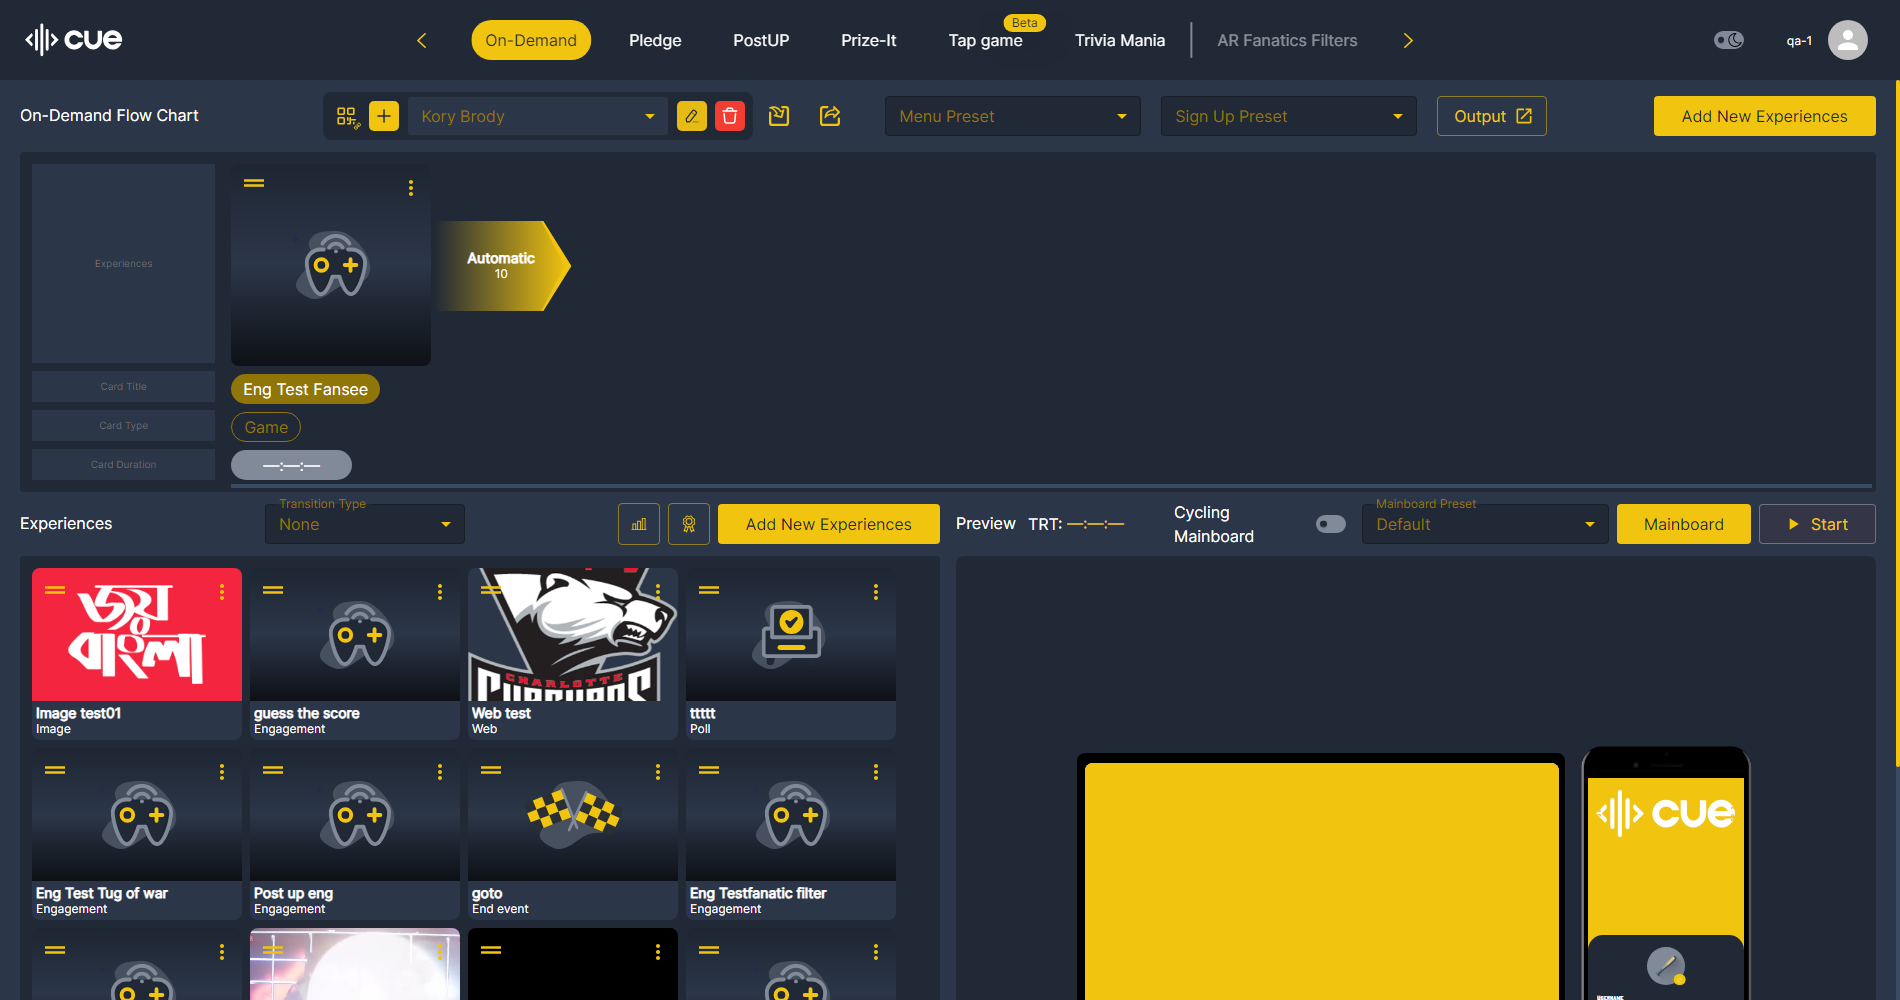 cue
On-Demand
Pledge
PostUP
Prize-It
Tap game
Beta
Trivia Mania
AR Fanatics Filters
qa-1
On-Demand Flow Chart
Kory Brody
Menu Preset
Sign Up Preset
Output
Add New Experiences
Experiences
Automatic
10
Card Title
Eng Test Fansee
Card Type
Game
Card Duration
—:—:—
Experiences
Transition Type
None
Add New Experiences
Preview
TRT: —:—:—
Cycling
Mainboard
Mainboard Preset
Default
Mainboard
Start
জয়
বাংলা
Image test01
Image
guess the score
Engagement
CHARLOTTE
Web test
Web
ttttt
Poll
Eng Test Tug of war
Engagement
Post up eng
Engagement
goto
End event
Eng Testfanatic filter
Engagement
cue
USERNAME